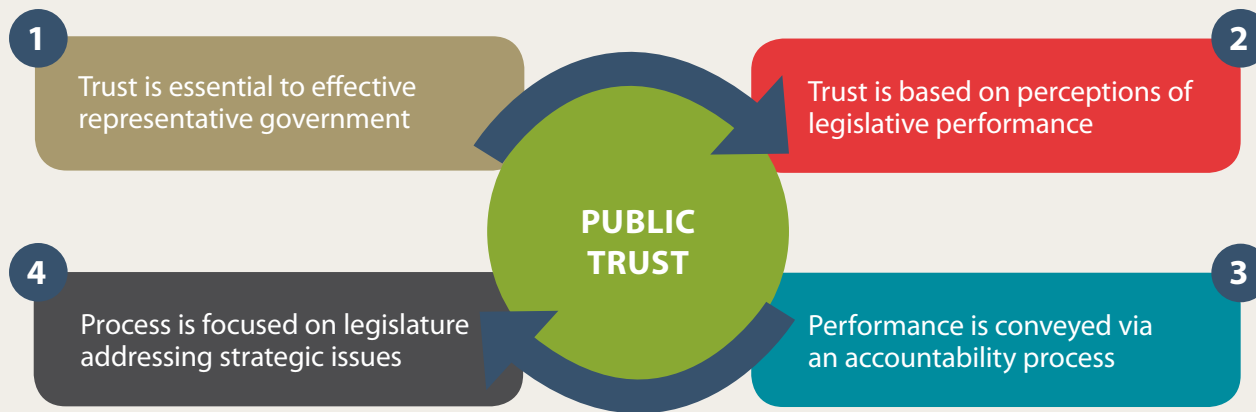 1
Trust is essential to effective
representative government
2
Trust is based on perceptions of
legislative performance
PUBLIC
TRUST
3
Performance is conveyed via
an accountability process
4
Process is focused on legislature
addressing strategic issues